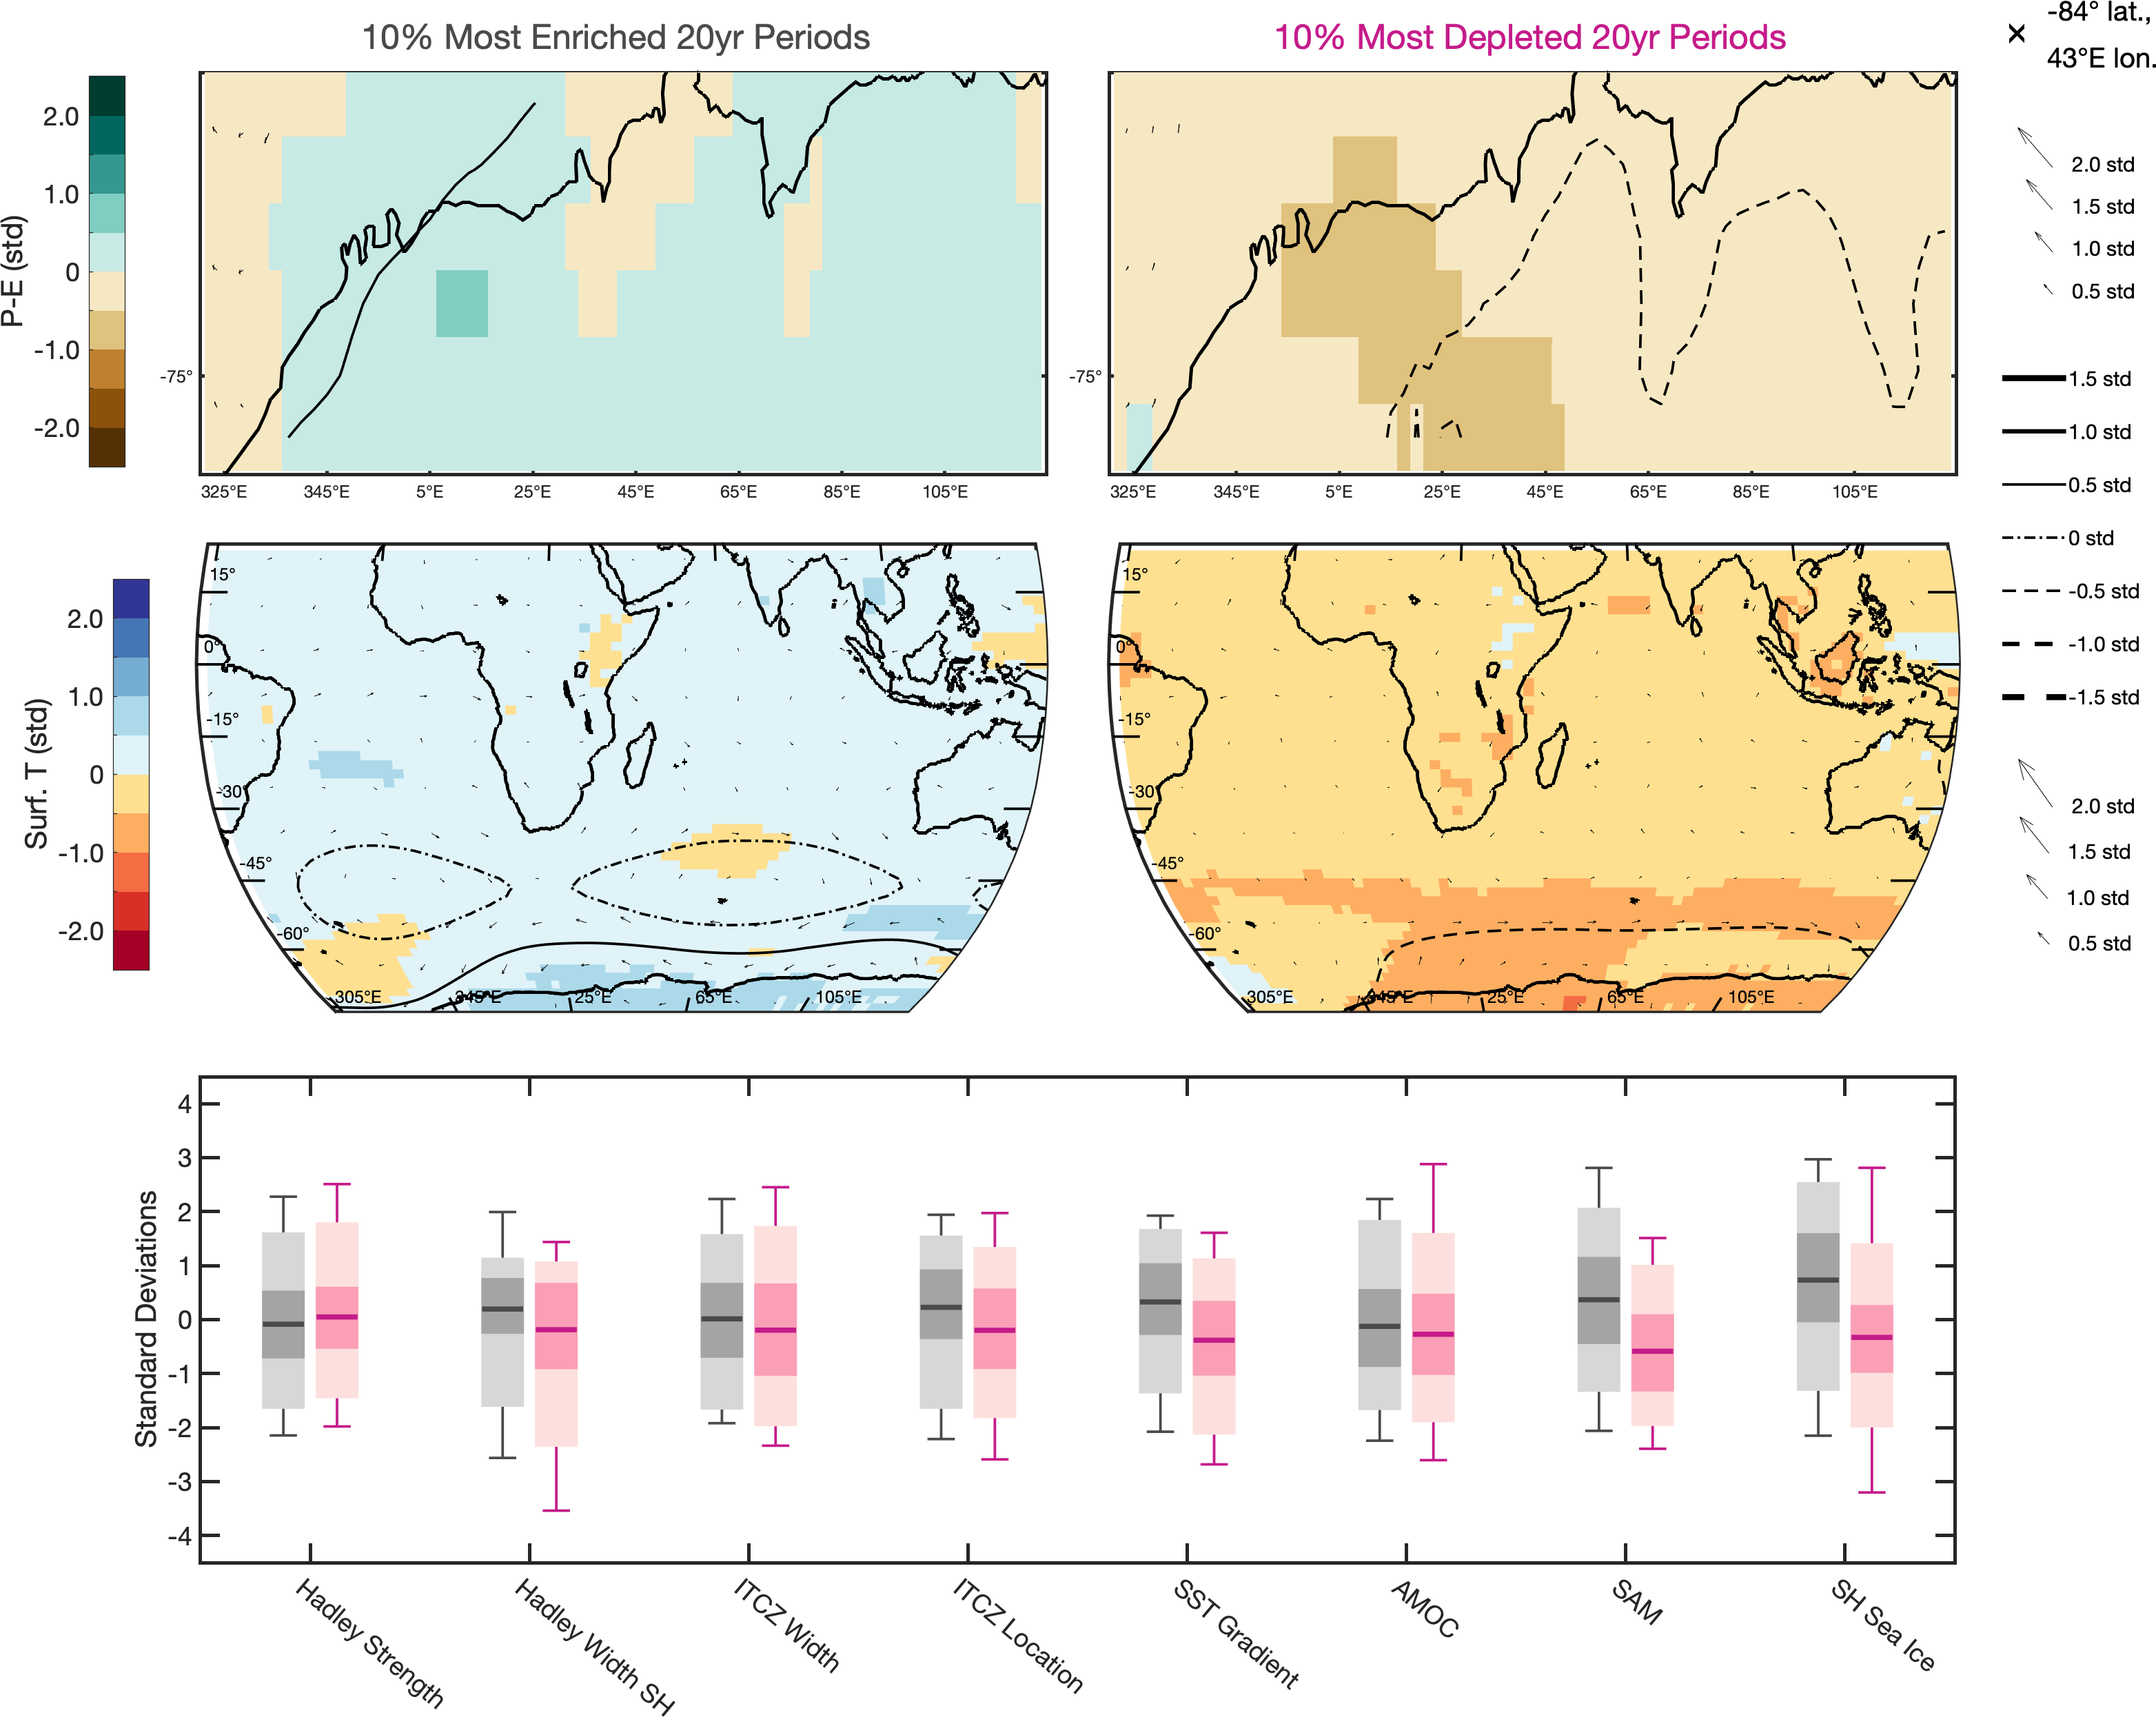 10% Most Enriched 20yr Periods
10% Most Depleted 20yr Periods
-84° lat.,
43°E lon.
P-E (std)
2.0
1.0
0
-1.0
-2.0
-75°
325°E 345°E 5°E 25°E 45°E 65°E 85°E 105°E
-75°
325°E 345°E 5°E 25°E 45°E 65°E 85°E 105°E
2.0 std
1.5 std
1.0 std
0.5 std
1.5 std
1.0 std
0.5 std
0 std
-0.5 std
-1.0 std
-1.5 std
2.0 std
1.5 std
1.0 std
0.5 std
Surf. T (std)
2.0
1.0
0
-1.0
-2.0
15°
0°
-15°
-30°
-45°
-60°
305°E 345°E 25°E 65°E 105°E
15°
0°
-15°
-30°
-45°
-60°
305°E 345°E 25°E 65°E 105°E
Standard Deviations
4
3
2
1
0
-1
-2
-3
-4
Hadley Strength
Hadley Width SH
ITCZ Width
ITCZ Location
SST Gradient
AMOC
SAM
SH Sea Ice